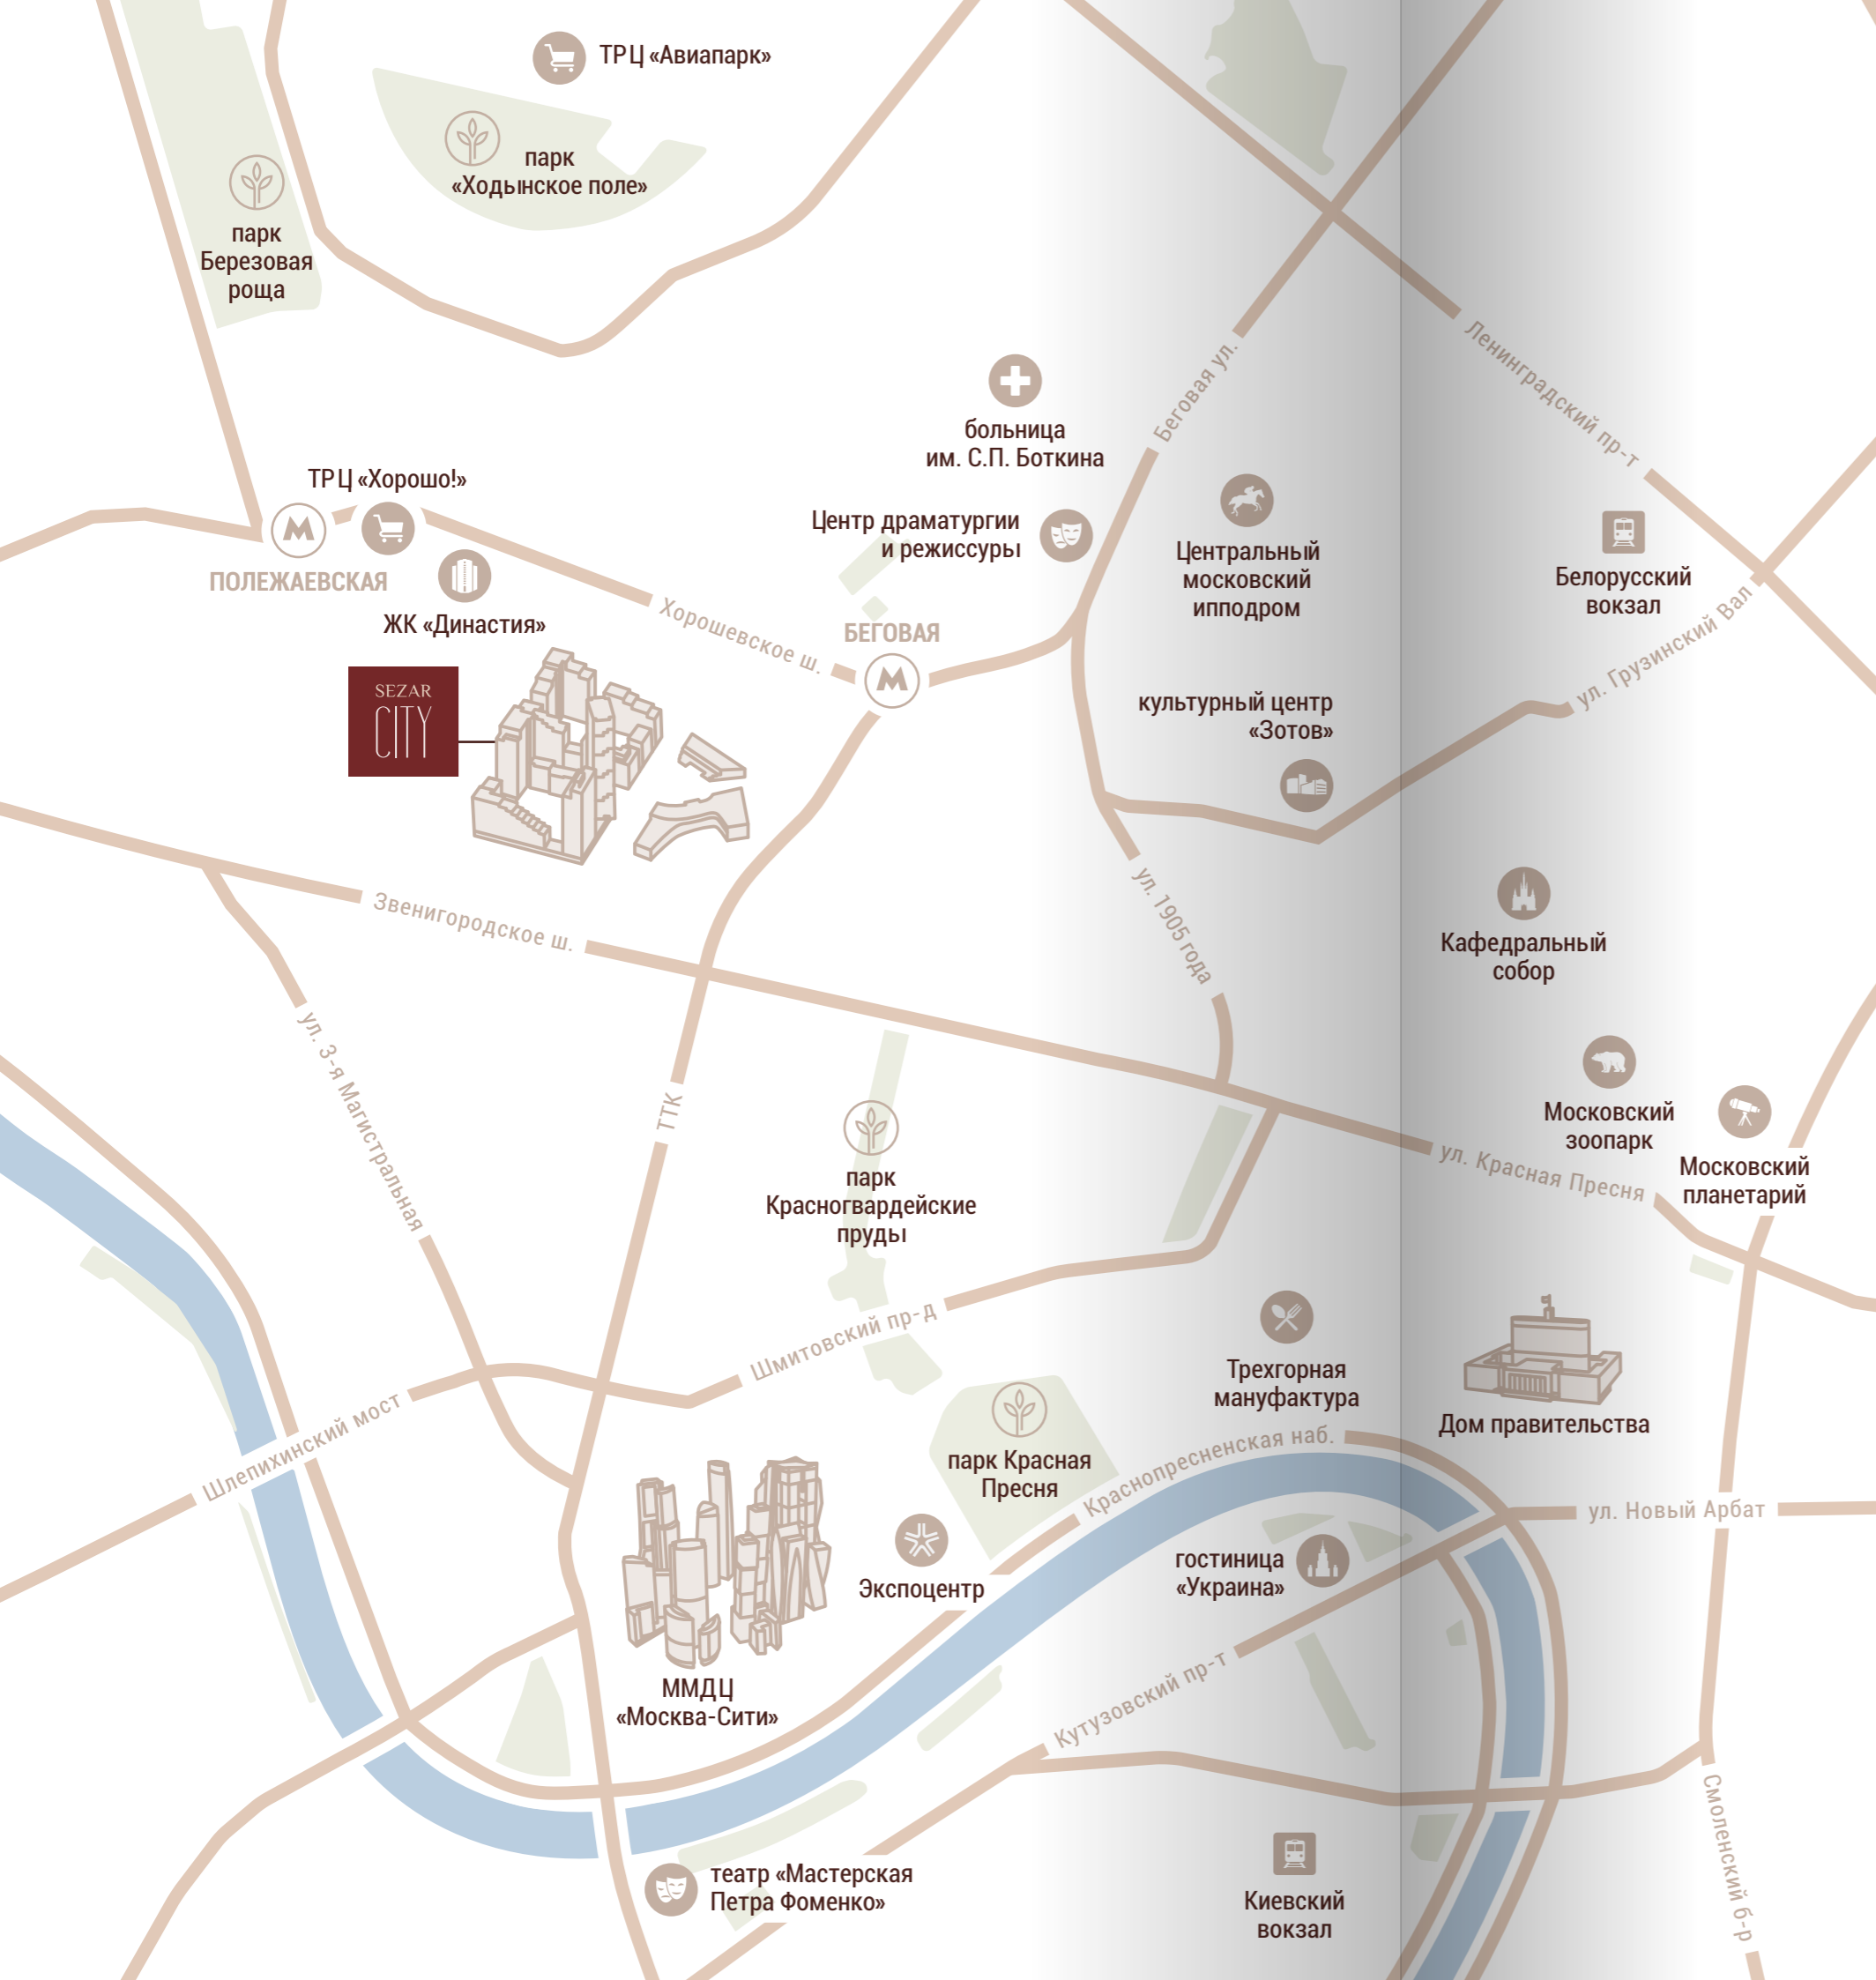 ТРЦ «Авиапарк»
парк
«Ходынское поле»
парк
Березовая
роща
Ленинградский пр-т
Беговая ул.
больница
им. С.П. Боткина
ТРЦ «Хорошо!»
ПОЛЕЖАЕВСКАЯ
ЖК «Династия»
Центр драматургии
и режиссуры
Центральный
московский
ипподром
Белорусский
вокзал
Хорошевское ш.
БЕГОВАЯ
ул. Грузинский Вал
SEZAR
CITY
культурный центр
«Зотов»
Звенигородское ш.
ул. 1905 года
Кафедральный
собор
ул. 3-я Магистральная
ТТК
Московский
зоопарк
Московский
планетарий
ул. Красная Пресня
парк
Красногвардейские
пруды
Шмитовский пр-д
Трехгорная
мануфактура
Дом правительства
Шлепихинский мост
парк Красная
Пресня
Краснопресненская наб.
ул. Новый Арбат
Экспоцентр
гостиница
«Украина»
ММДЦ
«Москва-Сити»
Кутузовский пр-т
Смоленский б-р
театр «Мастерская
Петра Фоменко»
Киевский
вокзал